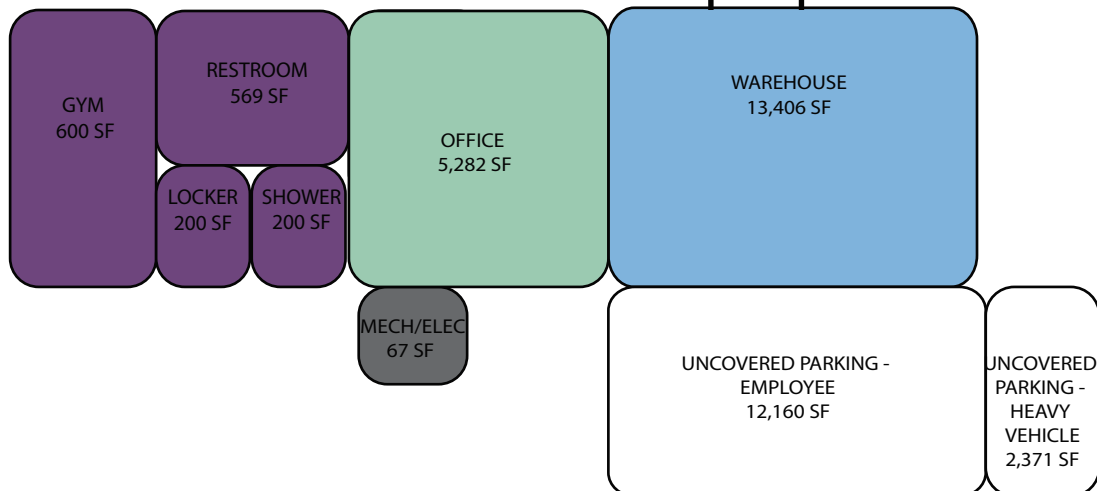 GYM
600 SF
RESTROOM
569 SF
LOCKER
200 SF
SHOWER
200 SF
OFFICE
5,282 SF
WAREHOUSE
13,406 SF
MECH/ELEC
67 SF
UNCOVERED PARKING -
EMPLOYEE
12,160 SF
UNCOVERED
PARKING -
HEAVY
VEHICLE
2,371 SF